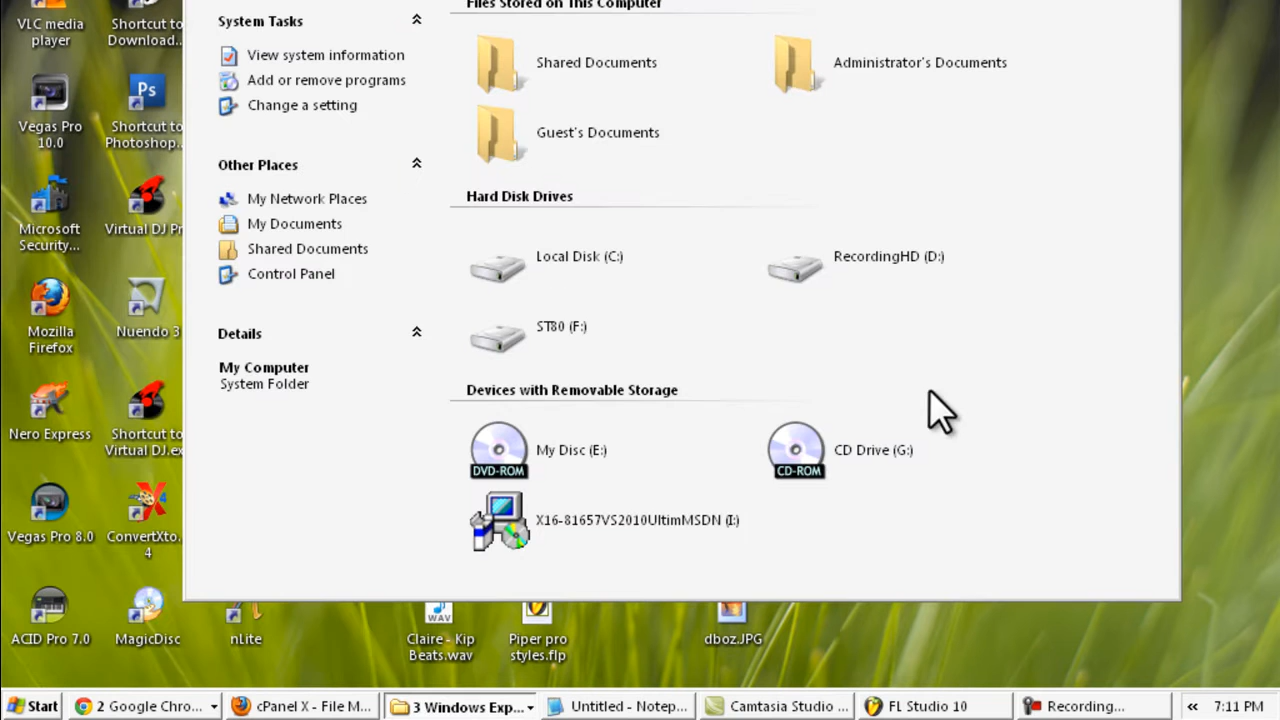 VLC media
player
Shortcut to
Download...
Vegas Pro
10.0
Ps
Shortcut to
Photoshop...
Microsoft
Security...
Virtual DJ Pr
Mozilla
Firefox
Nuendo 3
Nero Express
Shortcut to
Virtual DJ.ex
Vegas Pro 8.0
ConvertXto.
4
ACID Pro 7.0
MagicDisc
nLite
System Tasks
View system information
Add or remove programs
Change a setting
Other Places
My Network Places
My Documents
Shared Documents
Control Panel
Details
My Computer
System Folder
Files Stored on This Computer
Shared Documents
Administrator's Documents
Guest's Documents
Hard Disk Drives
Local Disk (C:)
RecordingHD (D:)
ST80 (F:)
Devices with Removable Storage
DVD-ROM
My Disc (E:)
CD-ROM
CD Drive (G:)
X16-81657VS2010UltimMSDN (I:)
WAV
Claire - Kip
Beats.wav
Piper pro
styles.flp
dboz.JPG
Start
2 Google Chro...
cPanel X - File M...
3 Windows Exp...
Untitled - Notep...
Camtasia Studio ...
FL Studio 10
Recording...
7:11 PM